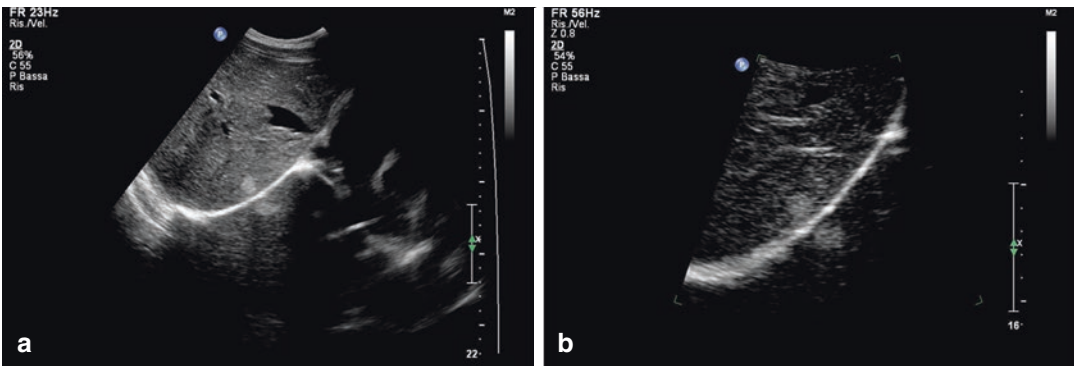 FR 23Hz
Ris./Vel.
2D
56%
C 55
P Bassa
Ris
M2
P
x
22
a
FR 56Hz
Ris./Vel.
Z 0.8
2D
54%
C 55
P Bassa
Ris
M2
P
x
16
b